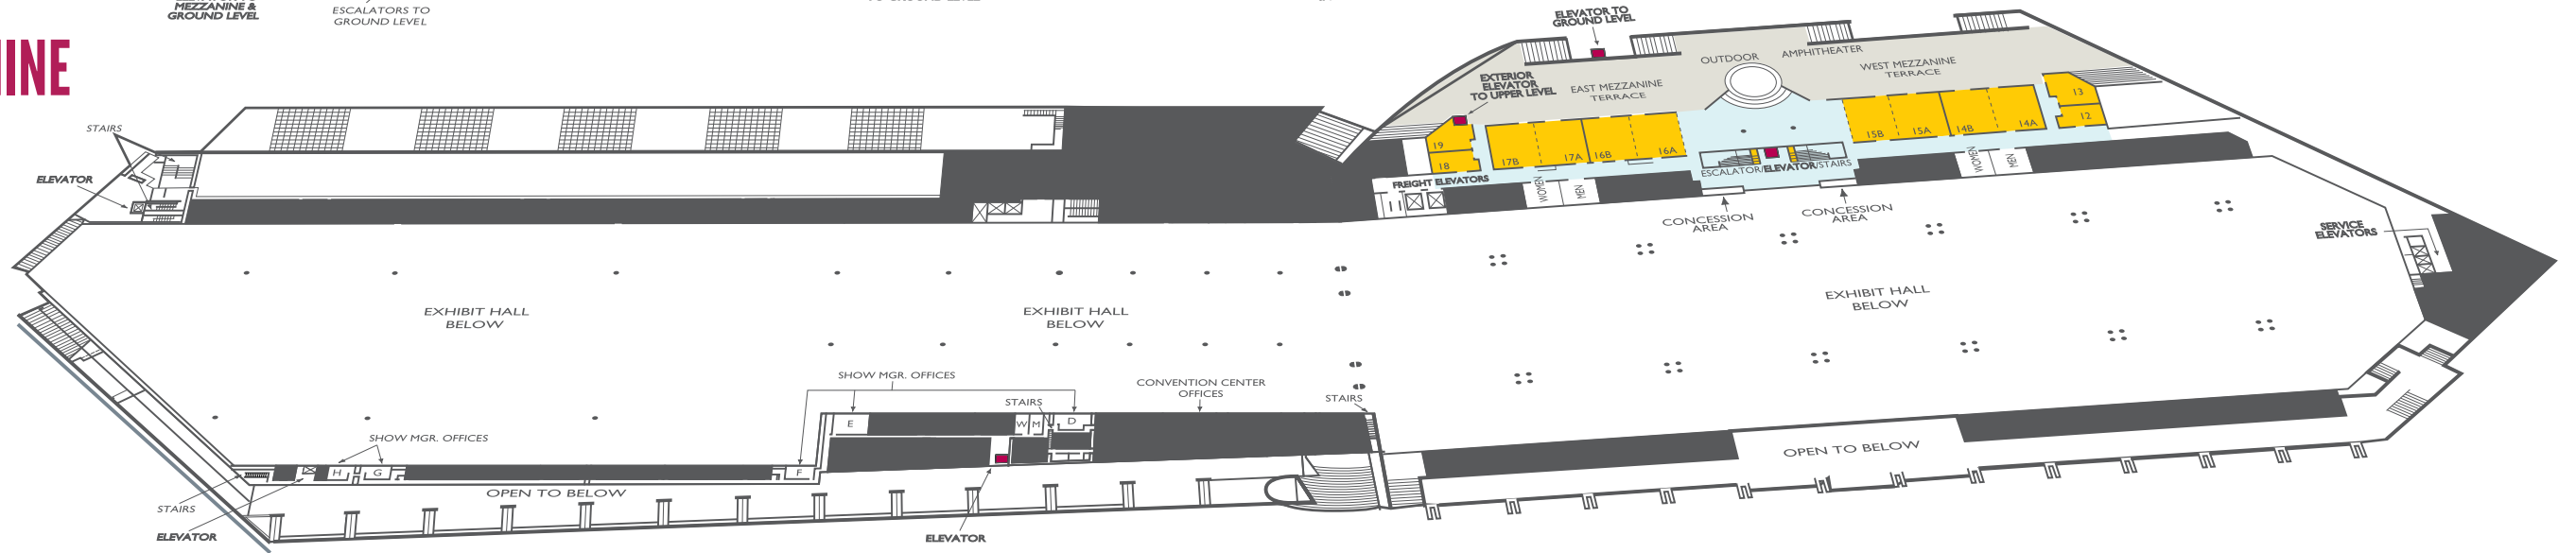 MEZZANINE &
GROUND LEVEL
ESCALATORS TO
GROUND LEVEL
INE
ELEVATOR TO
GROUND LEVEL
OUTDOOR AMPHITHEATER
WEST MEZZANINE
TERRACE
EXTERIOR
ELEVATOR
TO UPPER LEVEL
EAST MEZZANINE
TERRACE
STAIRS
ELEVATOR
19
18
17B
17A
16B
16A
15B
15A
14B
14A
13
12
FREIGHT ELEVATORS
ESCALATOR/ELEVATOR/STAIRS
WOMEN
MEN
WOMEN
MEN
CONCESSION
AREA
CONCESSION
AREA
SERVICE
ELEVATORS
EXHIBIT HALL
BELOW
EXHIBIT HALL
BELOW
EXHIBIT HALL
BELOW
SHOW MGR. OFFICES
CONVENTION CENTER
OFFICES
STAIRS
STAIRS
E
W M
D
SHOW MGR. OFFICES
H
G
F
OPEN TO BELOW
OPEN TO BELOW
STAIRS
ELEVATOR
ELEVATOR